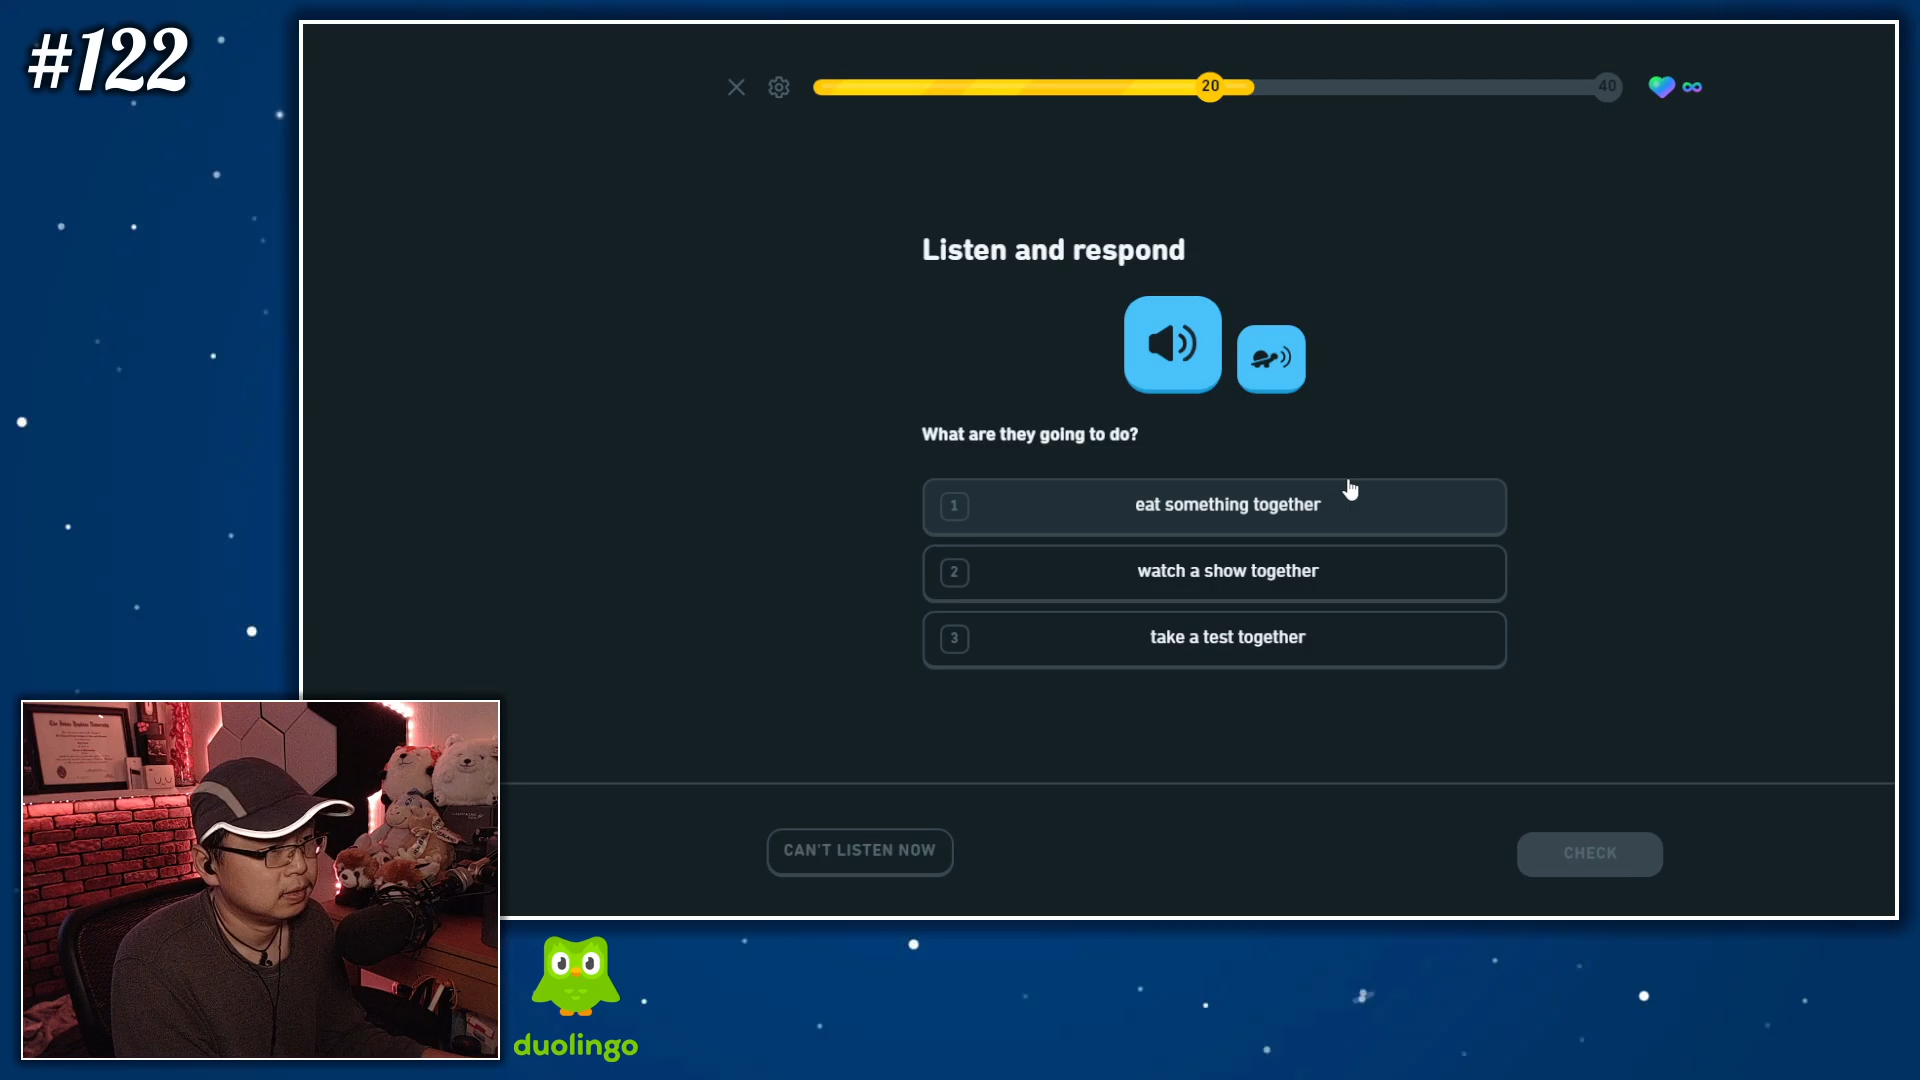 #122
20
40
Listen and respond
What are they going to do?
1
eat something together
2
watch a show together
3
take a test together
CAN'T LISTEN NOW
CHECK
duolingo